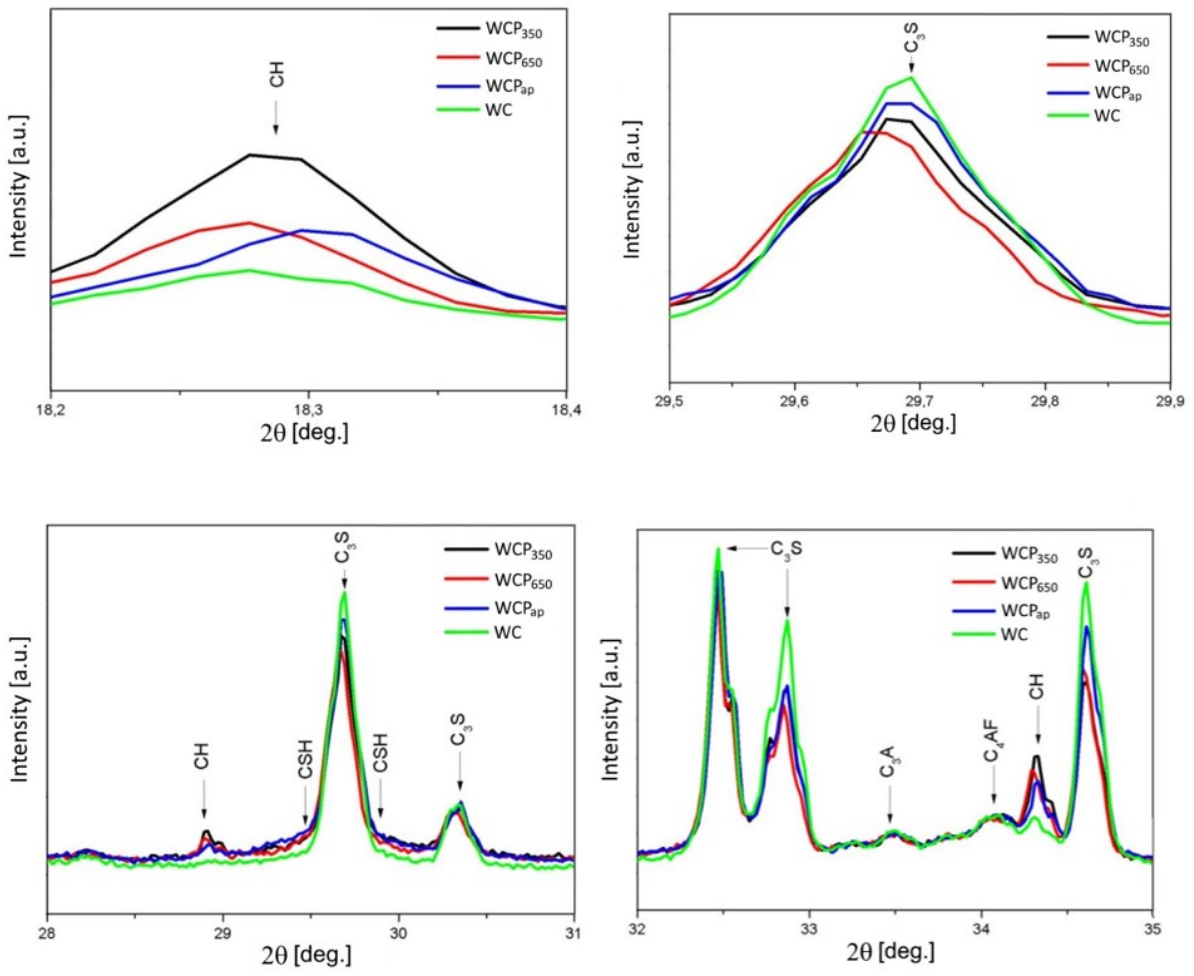 WCP350
WCP650
WCPap
WC
CH
Intensity [a.u.]
18,2
18,3
18,4
2θ [deg.]
C3S
WCP350
WCP650
WCPap
WC
Intensity [a.u.]
29,5
29,6
29,7
29,8
29,9
2θ [deg.]
WCP350
WCP650
WCPap
WC
C3S
CH
CSH
CSH
C3S
Intensity [a.u.]
28
29
30
31
2θ [deg.]
C3S
WCP350
WCP650
WCPap
WC
C3S
CH
C3A
C4AF
Intensity [a.u.]
32
33
34
35
2θ [deg.]